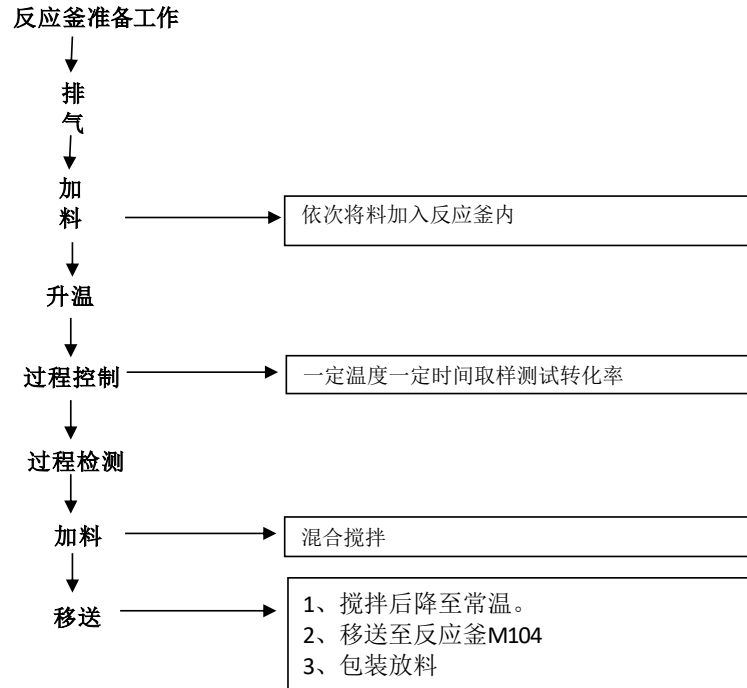 反应釜准备工作
排
气
加
料
依次将料加入反应釜内
升温
过程控制
一定温度一定时间取样测试转化率
过程检测
加料
混合搅拌
移送
1、搅拌后降至常温。
2、移送至反应釜M104
3、包装放料